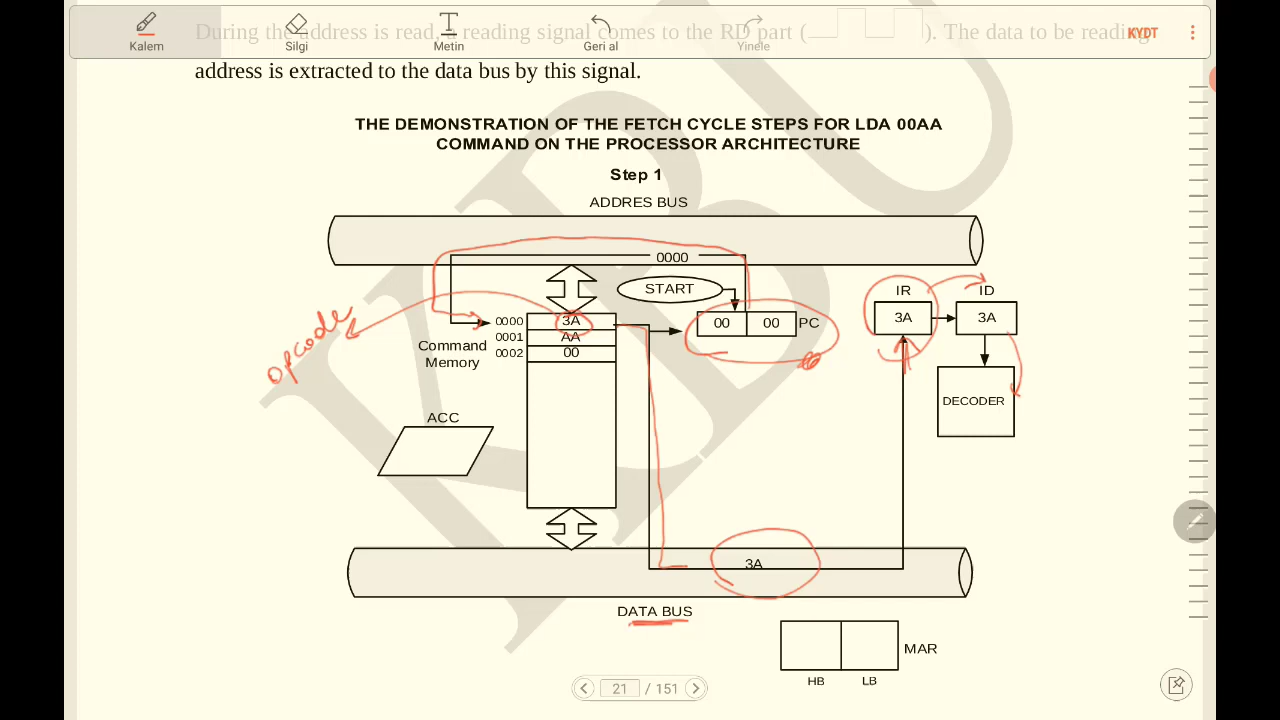 During the address is read, a reading signal comes to the RD part ( ). The data to be reading
Kalem Silgi Metin Geri al Yinele KYDT
address is extracted to the data bus by this signal.
THE DEMONSTRATION OF THE FETCH CYCLE STEPS FOR LDA 00AA
COMMAND ON THE PROCESSOR ARCHITECTURE
Step 1
ADDRES BUS
0000
START
IR ID
00 00 PC
3A 3A
0000 3A
0001 AA
0002 00
Command
Memory
opcode
DECODER
ACC
3A
DATA BUS
MAR
HB LB
21 / 151
KBU